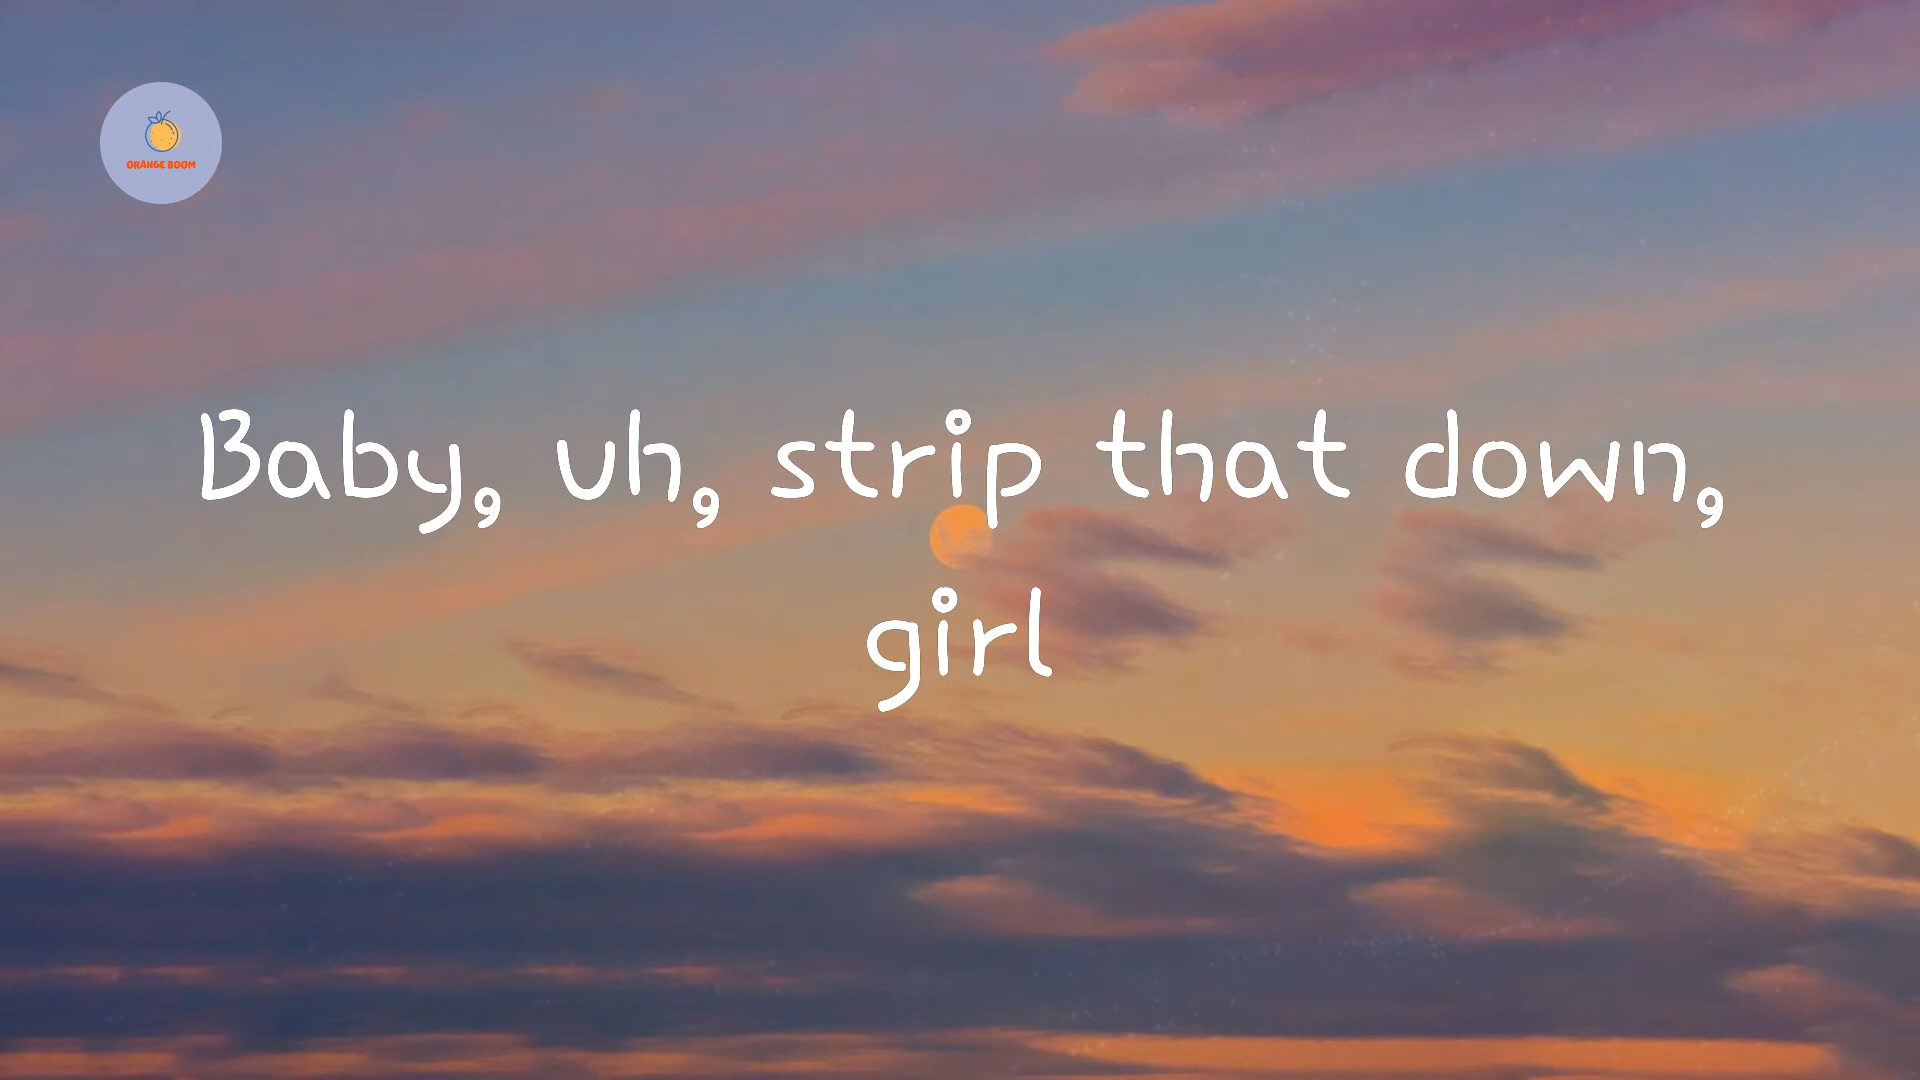 ORANGE BOOM
Baby, uh, strip that down,
girl